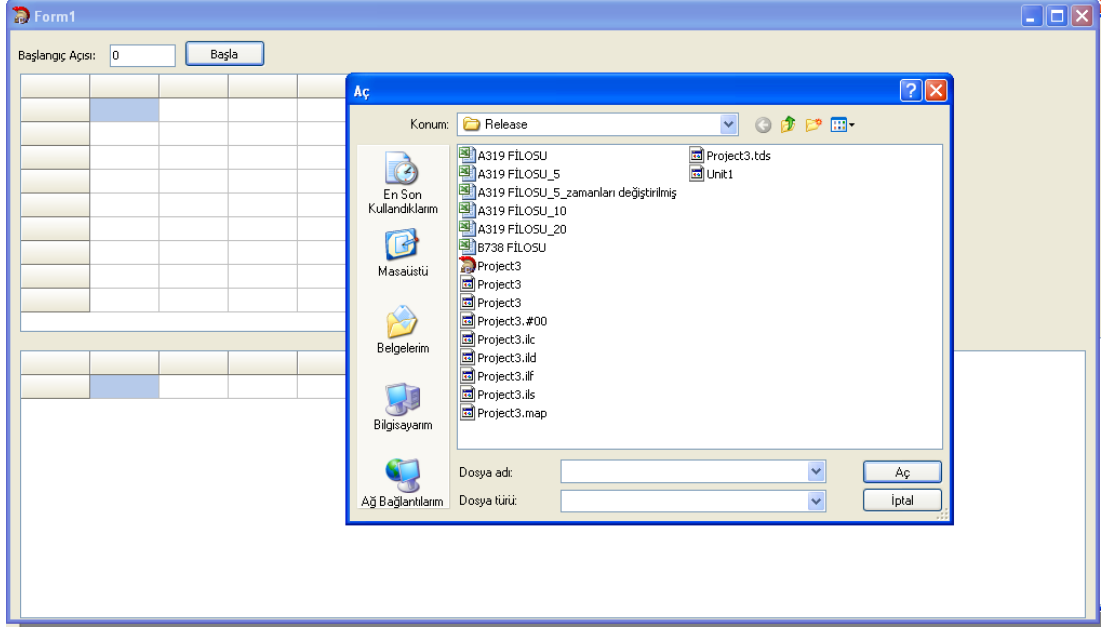 Form1
Başlangıç Açısı: 0 Başla
Aç
Konum: Release
En Son
Kullandıklarım
Masaüstü
Belgelerim
Bilgisayarım
Ağ Bağlantılarım
A319 FİLOSU
A319 FİLOSU_5
A319 FİLOSU_5_zamanları değiştirilmiş
A319 FİLOSU_10
A319 FİLOSU_20
B738 FİLOSU
Project3
Project3
Project3
Project3.#00
Project3.ilc
Project3.ild
Project3.ilf
Project3.ils
Project3.map
Project3.tds
Unit1
Dosya adı: Aç
Dosya türü: İptal